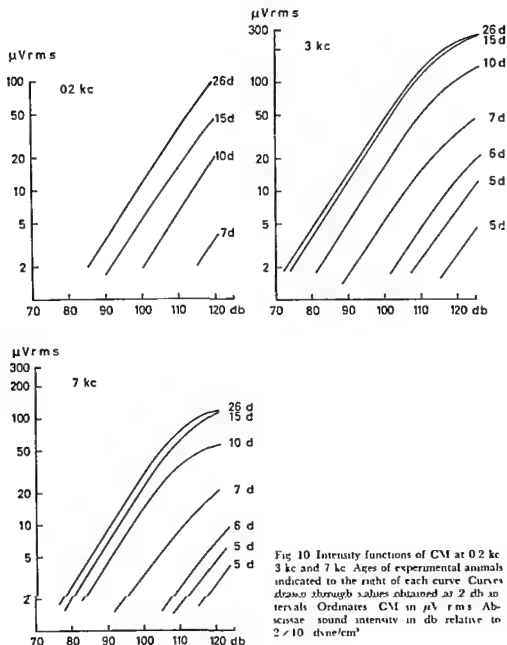 µVrms
02 kc
100
50
20
10
5
2
26d
15d
10d
7d
70 80 90 100 110 120 db
µVrms
3 kc
300
100
50
20
10
5
2
26d
15d
10d
7d
6d
5d
5d
70 80 90 100 110 120 db
µVrms
7 kc
300
200
100
50
20
10
5
2
26 d
15 d
10 d
7 d
6 d
5 d
5 d
70 80 90 100 110 120 db
Fig 10 Intensity functions of CM at 0 2 kc
3 kc and 7 kc Ages of experimental animals
indicated to the right of each curve Curves
drawn through values obtained at 2 db in
tervals Ordinates CM in µV r m s Ab-
scissae sound intensity in db relative to
2 × 10 dyne/cm²